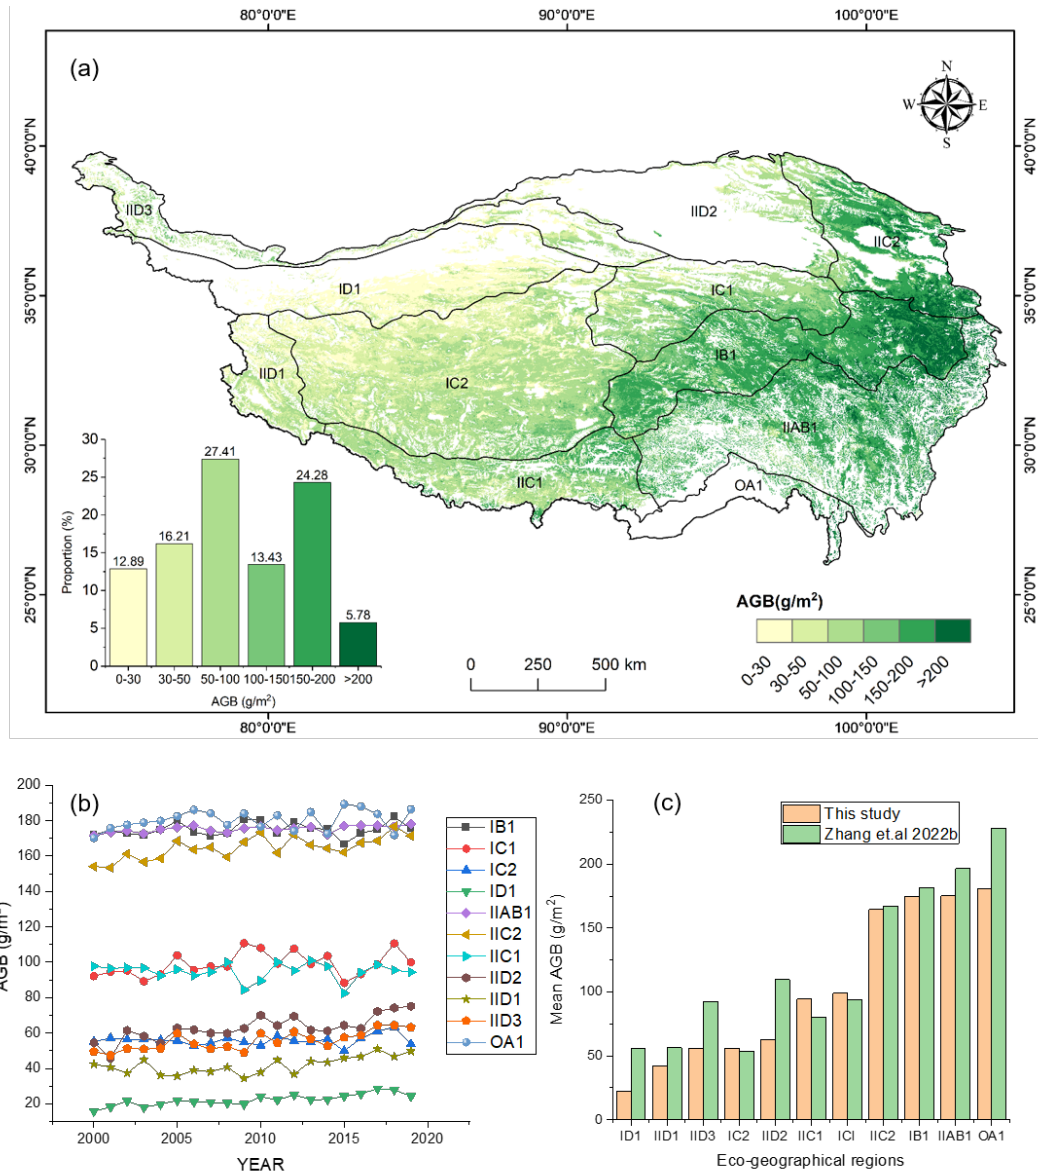 80°0'0"E 90°0'0"E 100°0'0"E
(a)
N
W E
S
40°0'0"N
40°0'0"N
IID3
IID2
IIC2
ID1
IC1
35°0'0"N
35°0'0"N
IB1
IID1
IC2
IIAB1
30°0'0"N
30°0'0"N
IIC1
OA1
25°0'0"N
25°0'0"N
Proportion (%)
30
25
20
15
10
5
0
12.89
16.21
27.41
13.43
24.28
5.78
0-30 30-50 50-100 100-150 150-200 >200
AGB (g/m²)
0 250 500 km
AGB(g/m²)
0-30 30-50 50-100 100-150 150-200 >200
80°0'0"E 90°0'0"E 100°0'0"E
(b)
AGB (g/m²)
200
180
160
140
120
100
80
60
40
20
2000 2005 2010 2015 2020
YEAR
IB1
IC1
IC2
ID1
IIAB1
IIC2
IIC1
IID2
IID1
IID3
OA1
(c)
This study
Zhang et.al 2022b
Mean AGB (g/m²)
250
200
150
100
50
0
ID1 IID1 IID3 IC2 IID2 IIC1 ICI IIC2 IB1 IIAB1 OA1
Eco-geographical regions